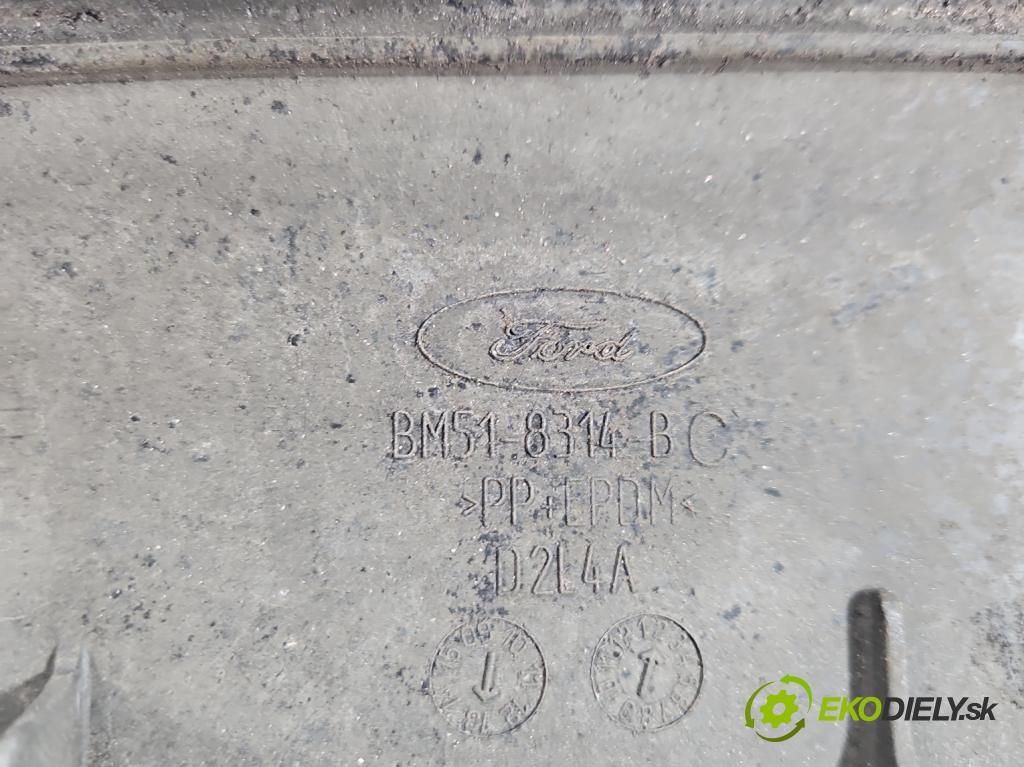 Ford
BM51-8314-BC
>PP+EPDM<
D2L4A
EKODIELY.sk